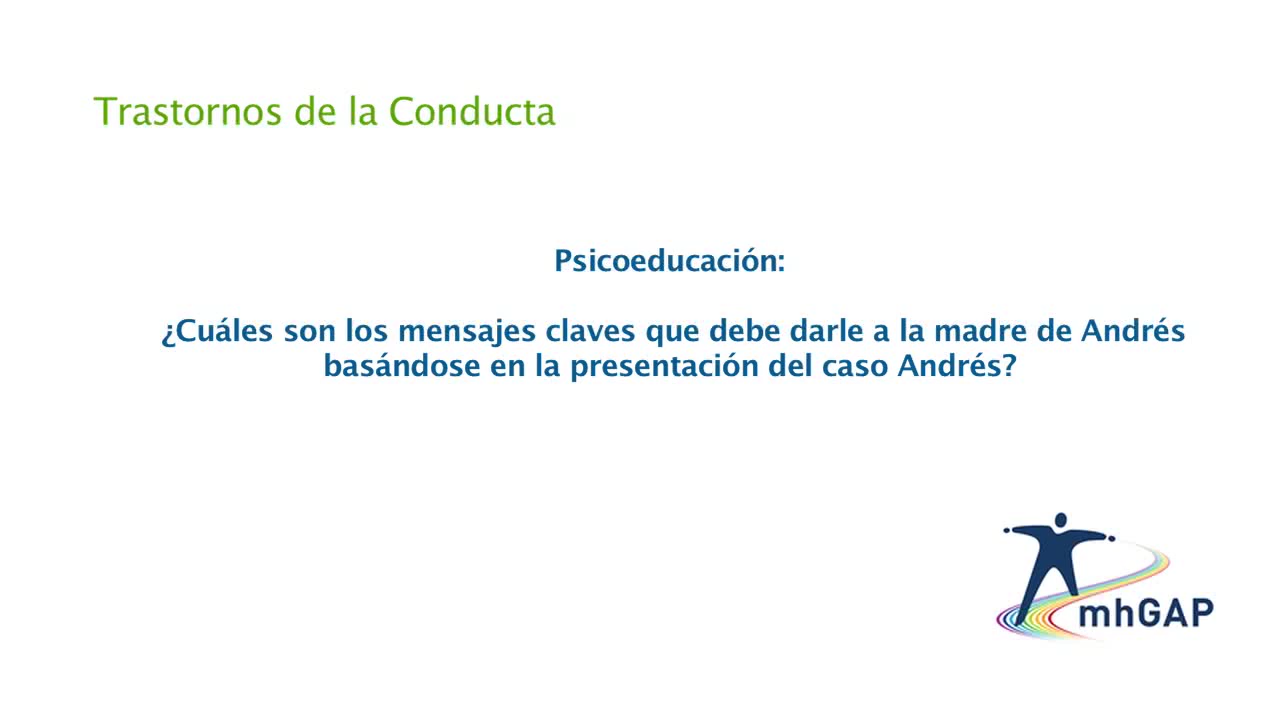 Trastornos de la Conducta
Psicoeducación:
¿Cuáles son los mensajes claves que debe darle a la madre de Andrés
basándose en la presentación del caso Andrés?
mhGAP